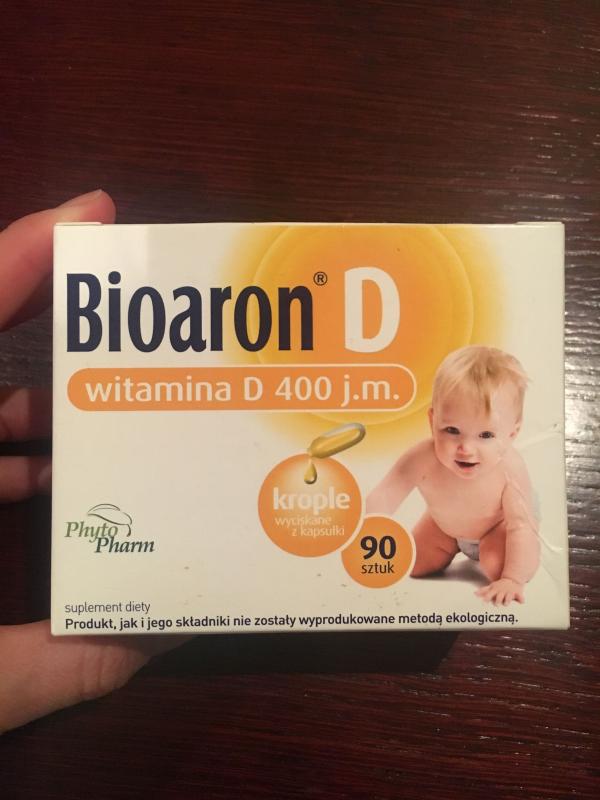 Bioaron® D
witamina D 400 j.m.
krople
wyciskane
z kapsułki
90
sztuk
Phyto
Pharm
suplement diety
Produkt, jak i jego składniki nie zostały wyprodukowane metodą ekologiczną.